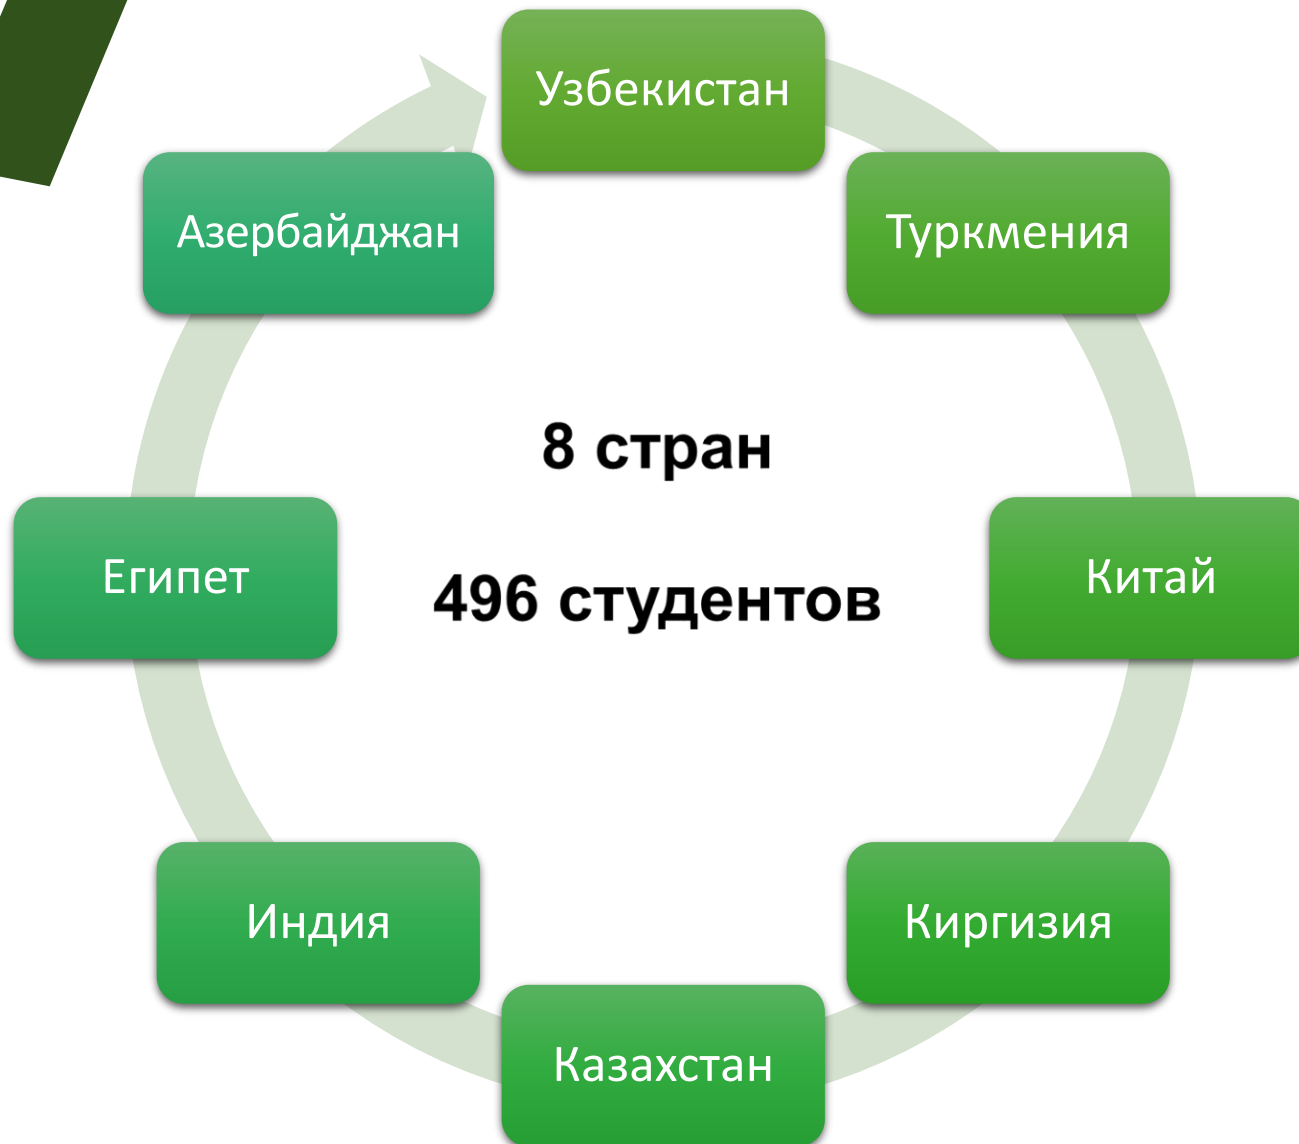 Узбекистан
Азербайджан
Туркмения
8 стран
Египет
496 студентов
Китай
Индия
Киргизия
Казахстан